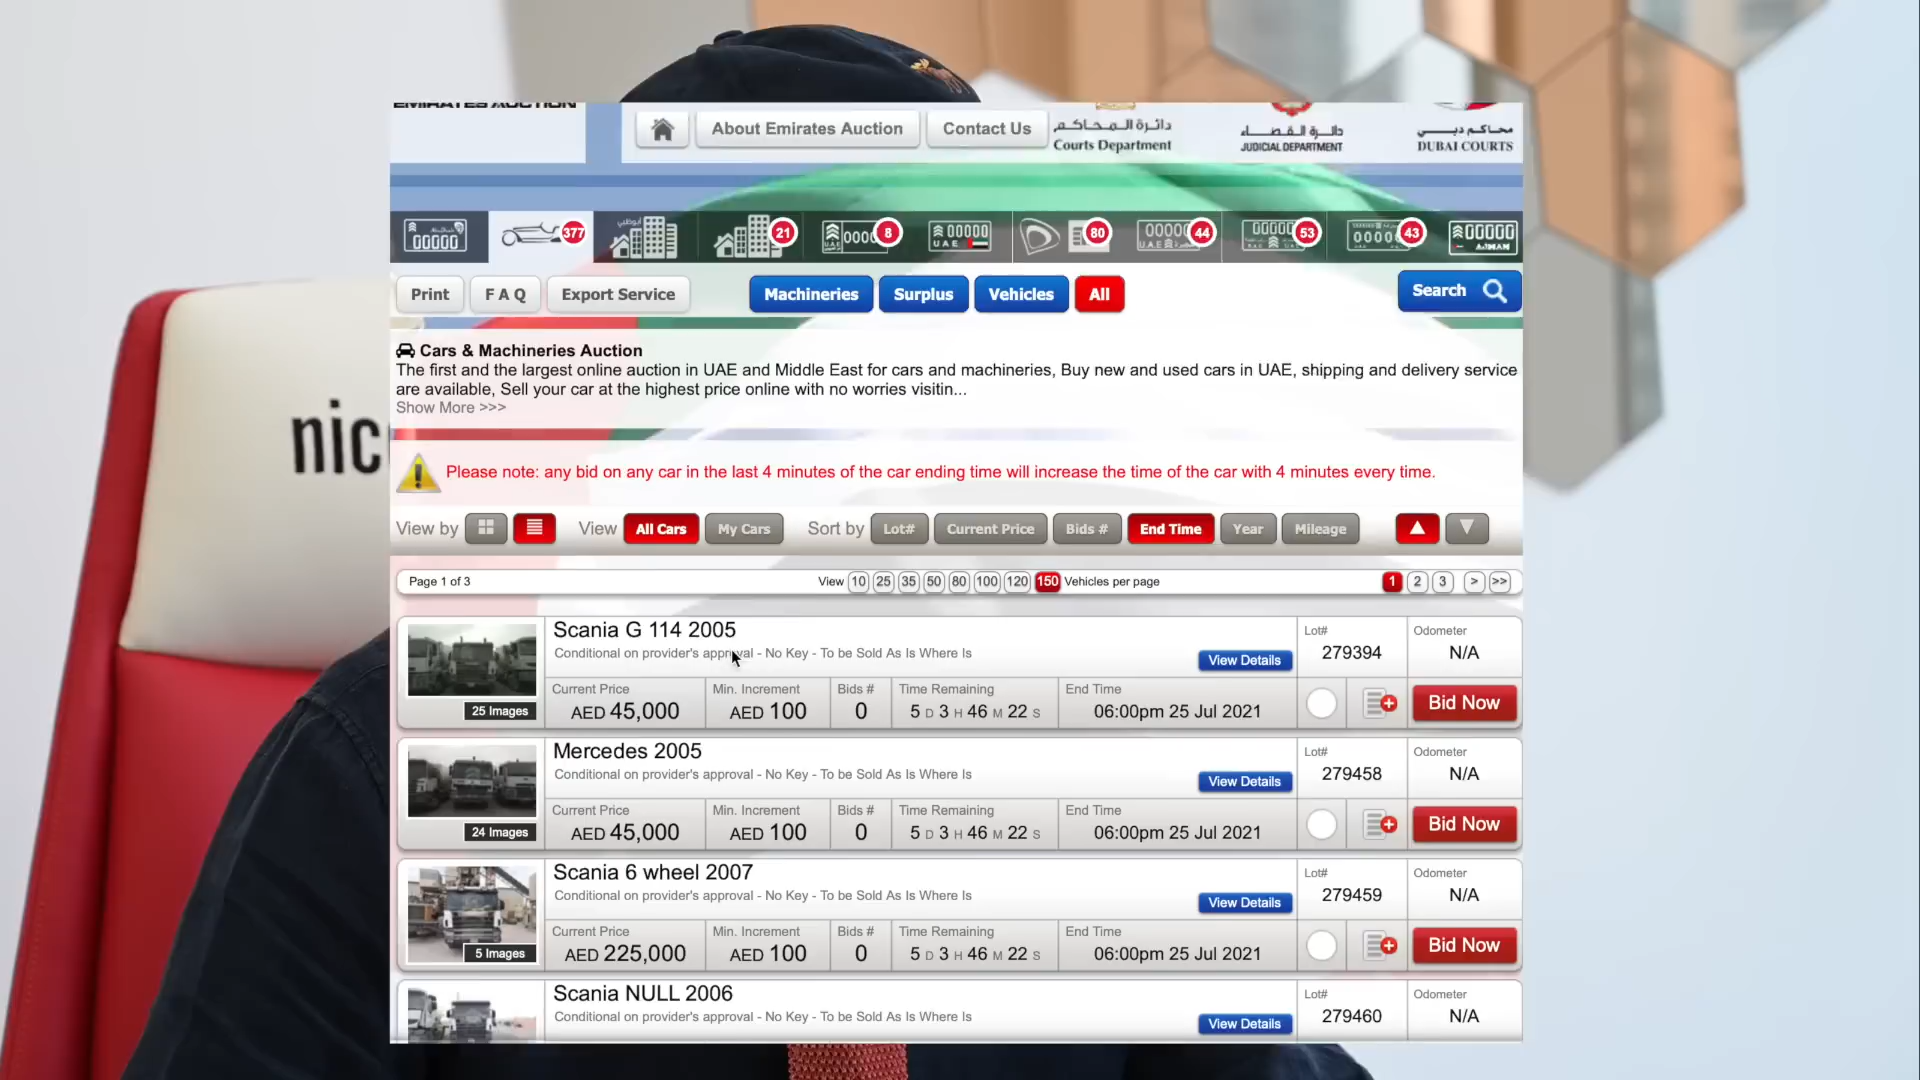 EMIRATES AUCTION
About Emirates Auction
Contact Us
دائرة المحاكم
Courts Department
دائرة القضاء
JUDICIAL DEPARTMENT
محاكم دبي
DUBAI COURTS
00000
377
أبوظبي
21
0000
8
00000
UAE
80
00000
UAE
44
00000
53
00000
43
00000
AJMAN
Print
F A Q
Export Service
Machineries
Surplus
Vehicles
All
Search
Cars & Machineries Auction
The first and the largest online auction in UAE and Middle East for cars and machineries, Buy new and used cars in UAE, shipping and delivery service
are available, Sell your car at the highest price online with no worries visitin...
Show More >>>
nic
Please note: any bid on any car in the last 4 minutes of the car ending time will increase the time of the car with 4 minutes every time.
View by
View
All Cars
My Cars
Sort by
Lot#
Current Price
Bids #
End Time
Year
Mileage
Page 1 of 3
View 10 25 35 50 80 100 120 150 Vehicles per page
1 2 3 > >>
Scania G 114 2005
Conditional on provider's approval - No Key - To be Sold As Is Where Is
View Details
Lot#
279394
Odometer
N/A
25 Images
Current Price
AED 45,000
Min. Increment
AED 100
Bids #
0
Time Remaining
5 D 3 H 46 M 22 S
End Time
06:00pm 25 Jul 2021
Bid Now
Mercedes 2005
Conditional on provider's approval - No Key - To be Sold As Is Where Is
View Details
Lot#
279458
Odometer
N/A
24 Images
Current Price
AED 45,000
Min. Increment
AED 100
Bids #
0
Time Remaining
5 D 3 H 46 M 22 S
End Time
06:00pm 25 Jul 2021
Bid Now
Scania 6 wheel 2007
Conditional on provider's approval - No Key - To be Sold As Is Where Is
View Details
Lot#
279459
Odometer
N/A
5 Images
Current Price
AED 225,000
Min. Increment
AED 100
Bids #
0
Time Remaining
5 D 3 H 46 M 22 S
End Time
06:00pm 25 Jul 2021
Bid Now
Scania NULL 2006
Conditional on provider's approval - No Key - To be Sold As Is Where Is
View Details
Lot#
279460
Odometer
N/A